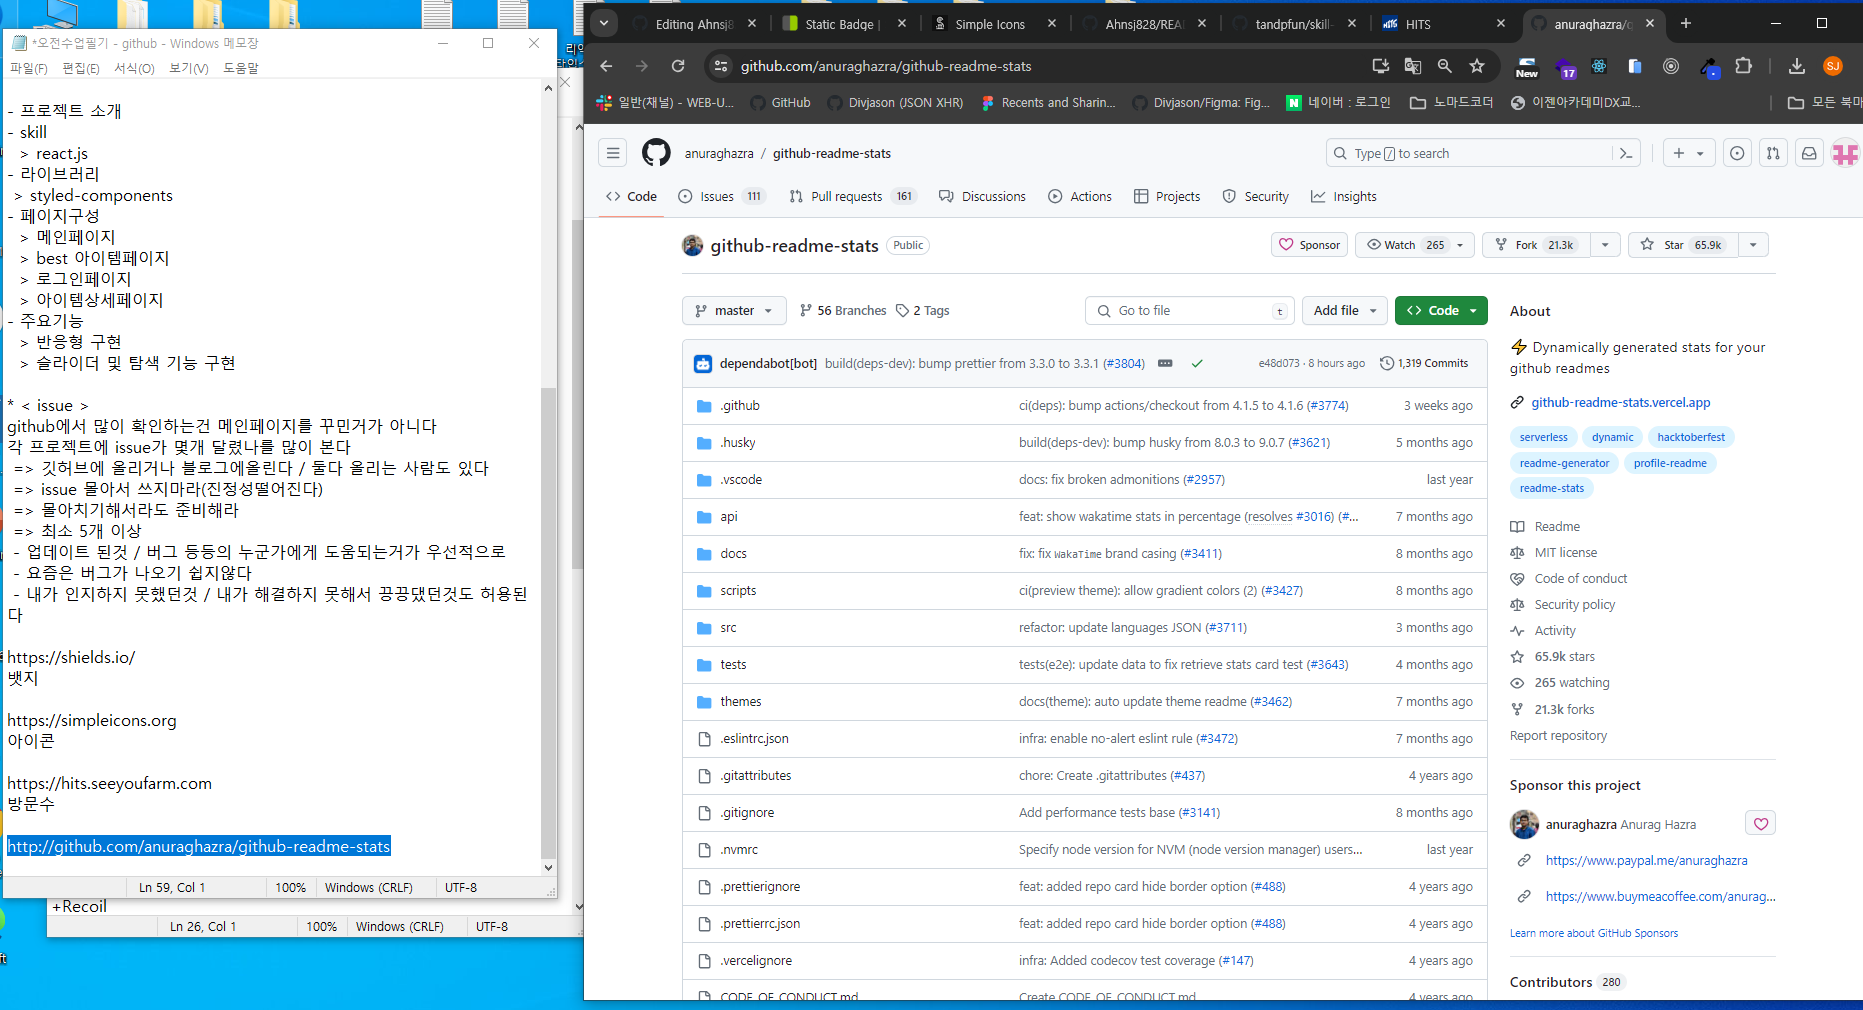 *오전수업필기 - github - Windows 메모장
파일(F) 편집(E) 서식(O) 보기(V) 도움말
- 프로젝트 소개
- skill
> react.js
- 라이브러리
> styled-components
- 페이지구성
> 메인페이지
> best 아이템페이지
> 로그인페이지
> 아이템상세페이지
- 주요기능
> 반응형 구현
> 슬라이더 및 탐색 기능 구현
* < issue >
github에서 많이 확인하는건 메인페이지를 꾸민거가 아니다
각 프로젝트에 issue가 몇개 달렸나를 많이 본다
=> 깃허브에 올리거나 블로그에올린다 / 둘다 올리는 사람도 있다
=> issue 몰아서 쓰지마라(진정성떨어진다)
=> 몰아치기해서라도 준비해라
=> 최소 5개 이상
- 업데이트 된것 / 버그 등등의 누군가에게 도움되는거가 우선적으로
- 요즘은 버그가 나오기 쉽지않다
- 내가 인지하지 못했던것 / 내가 해결하지 못해서 끙끙댔던것도 허용된
다
https://shields.io/
뱃지
https://simpleicons.org
아이콘
https://hits.seeyoufarm.com
방문수
http://github.com/anuraghazra/github-readme-stats
Ln 59, Col 1 100% Windows (CRLF) UTF-8
+Recoil
Ln 26, Col 1 100% Windows (CRLF) UTF-8
Editing Ahnsj8
Static Badge |
Simple Icons
Ahnsj828/REA
tandpfun/skill-
HITS
anuraghazra/g
github.com/anuraghazra/github-readme-stats
New 17 SJ
일반(채널) - WEB-U... GitHub Divjason (JSON XHR) Recents and Sharin... Divjason/Figma: Fig... 네이버 : 로그인 노마드코더 이젠아카데미DX교... 모든 북마
anuraghazra / github-readme-stats
Type / to search
Code Issues 111 Pull requests 161 Discussions Actions Projects Security Insights
github-readme-stats Public
Sponsor Watch 265 Fork 21.3k Star 65.9k
master 56 Branches 2 Tags Go to file t Add file Code
dependabot[bot] build(deps-dev): bump prettier from 3.3.0 to 3.3.1 (#3804) e48d073 · 8 hours ago 1,319 Commits
.github ci(deps): bump actions/checkout from 4.1.5 to 4.1.6 (#3774) 3 weeks ago
.husky build(deps-dev): bump husky from 8.0.3 to 9.0.7 (#3621) 5 months ago
.vscode docs: fix broken admonitions (#2957) last year
api feat: show wakatime stats in percentage (resolves #3016) (#... 7 months ago
docs fix: fix WakaTime brand casing (#3411) 8 months ago
scripts ci(preview theme): allow gradient colors (2) (#3427) 8 months ago
src refactor: update languages JSON (#3711) 3 months ago
tests tests(e2e): update data to fix retrieve stats card test (#3643) 4 months ago
themes docs(theme): auto update theme readme (#3462) 7 months ago
.eslintrc.json infra: enable no-alert eslint rule (#3472) 7 months ago
.gitattributes chore: Create .gitattributes (#437) 4 years ago
.gitignore Add performance tests base (#3141) 8 months ago
.nvmrc Specify node version for NVM (node version manager) users... last year
.prettierignore feat: added repo card hide border option (#488) 4 years ago
.prettierrc.json feat: added repo card hide border option (#488) 4 years ago
.vercelignore infra: Added codecov test coverage (#147) 4 years ago
CODE_OF_CONDUCT.md Create CODE_OF_CONDUCT.md 4 years ago
About
⚡ Dynamically generated stats for your
github readmes
github-readme-stats.vercel.app
serverless dynamic hacktoberfest
readme-generator profile-readme
readme-stats
Readme
MIT license
Code of conduct
Security policy
Activity
65.9k stars
265 watching
21.3k forks
Report repository
Sponsor this project
anuraghazra Anurag Hazra
https://www.paypal.me/anuraghazra
https://www.buymeacoffee.com/anurag...
Learn more about GitHub Sponsors
Contributors 280